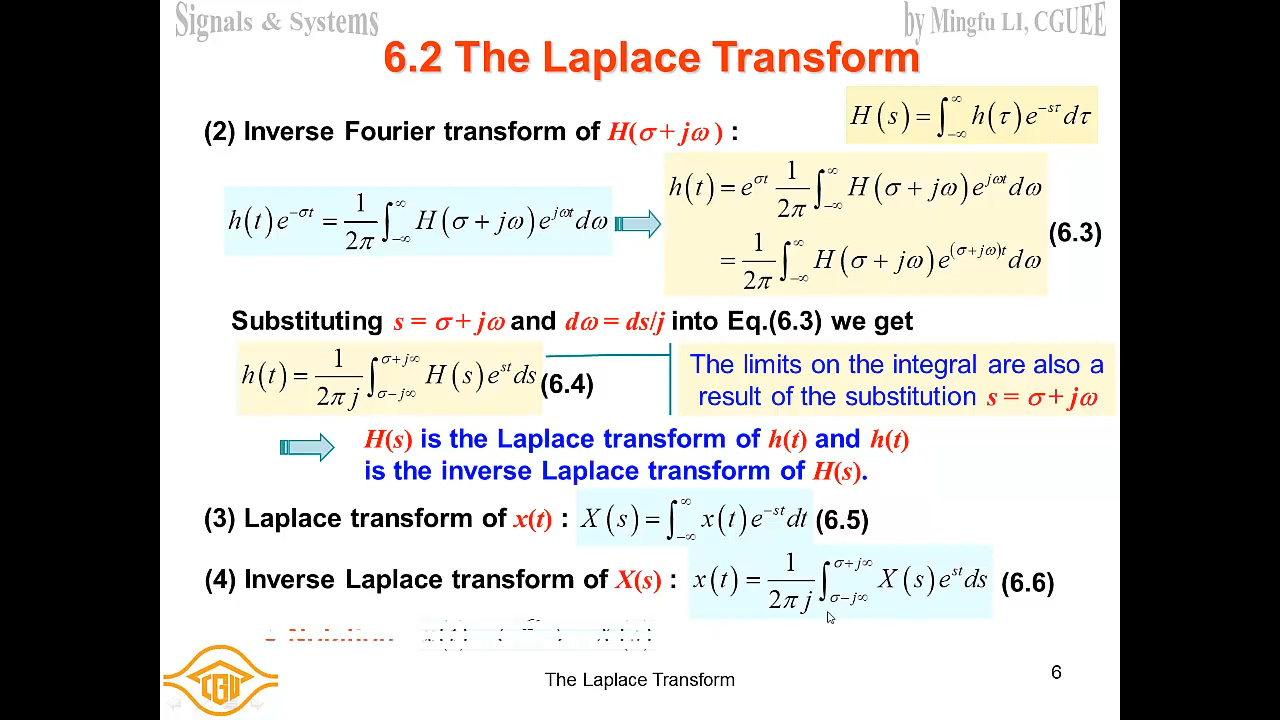 Signals & Systems
by Mingfu LI, CGUEE
6.2 The Laplace Transform
H(s) = ∫_{−∞}^{∞} h(τ) e^{−sτ} dτ
(2) Inverse Fourier transform of H(σ + jω) :
h(t) e^{−σt} = 1/2π ∫_{−∞}^{∞} H(σ + jω) e^{jωt} dω
h(t) = e^{σt} 1/2π ∫_{−∞}^{∞} H(σ + jω) e^{jωt} dω
= 1/2π ∫_{−∞}^{∞} H(σ + jω) e^{(σ+jω)t} dω
(6.3)
Substituting s = σ + jω and dω = ds/j into Eq.(6.3) we get
h(t) = 1/2πj ∫_{σ−j∞}^{σ+j∞} H(s) e^{st} ds (6.4)
The limits on the integral are also a
result of the substitution s = σ + jω
H(s) is the Laplace transform of h(t) and h(t)
is the inverse Laplace transform of H(s).
(3) Laplace transform of x(t) : X(s) = ∫_{−∞}^{∞} x(t) e^{−st} dt (6.5)
(4) Inverse Laplace transform of X(s) : x(t) = 1/2πj ∫_{σ−j∞}^{σ+j∞} X(s) e^{st} ds (6.6)
CGU
The Laplace Transform
6